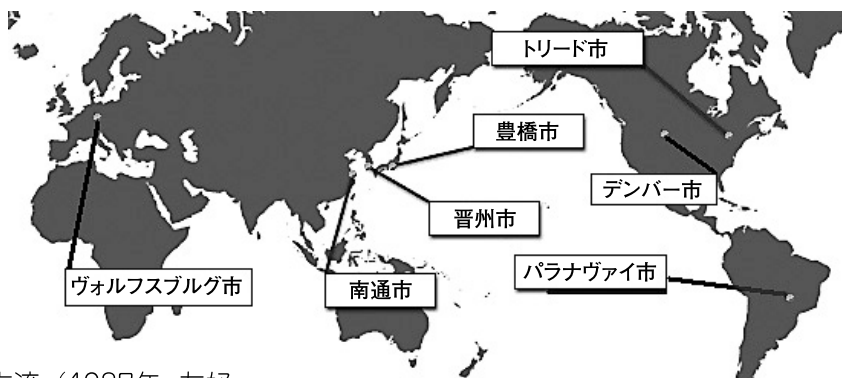 トリード市
豊橋市
デンバー市
晋州市
パラナヴァイ市
ヴォルフスブルグ市
南通市